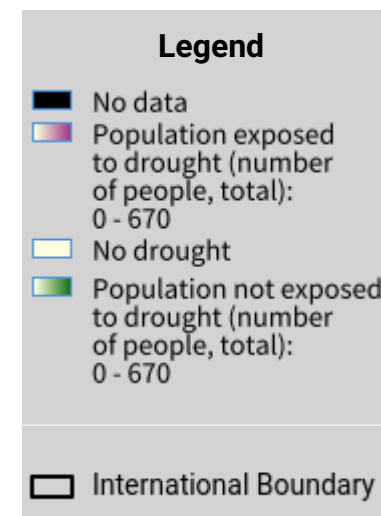 Legend
No data
Population exposed
to drought (number
of people, total):
0 - 670
No drought
Population not exposed
to drought (number
of people, total):
0 - 670
International Boundary